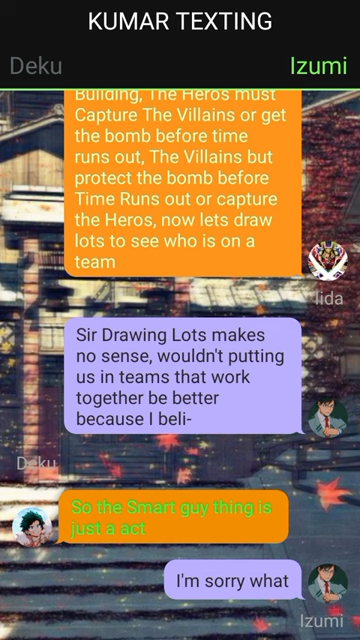 KUMAR TEXTING
Deku
Izumi
Building, The Heros must
Capture The Villains or get
the bomb before time
runs out, The Villains but
protect the bomb before
Time Runs out or capture
the Heros, now lets draw
lots to see who is on a
team
Iida
Sir Drawing Lots makes
no sense, wouldn't putting
us in teams that work
together be better
because I beli-
Deku
So the Smart guy thing is
just a act
I'm sorry what
Izumi